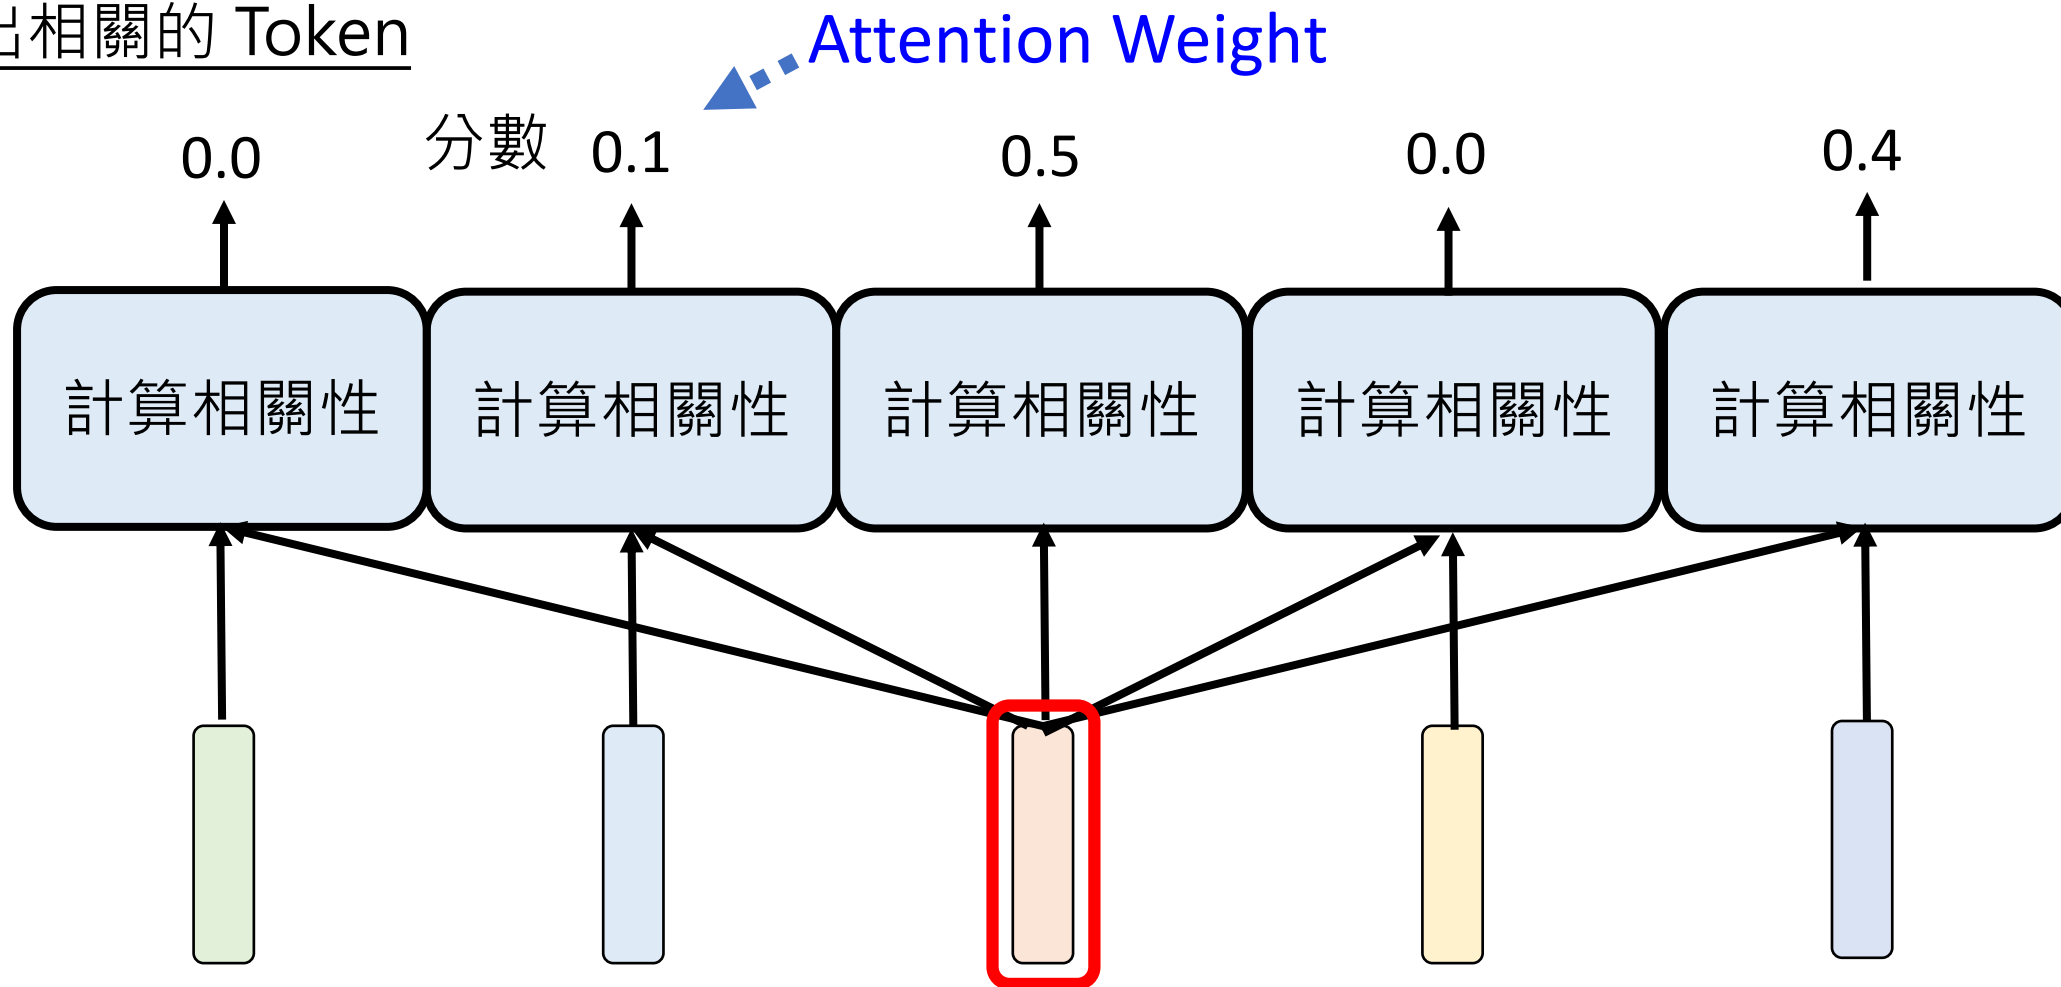 出相關的 Token
Attention Weight
0.0 分數 0.1 0.5 0.0 0.4
計算相關性 計算相關性 計算相關性 計算相關性 計算相關性